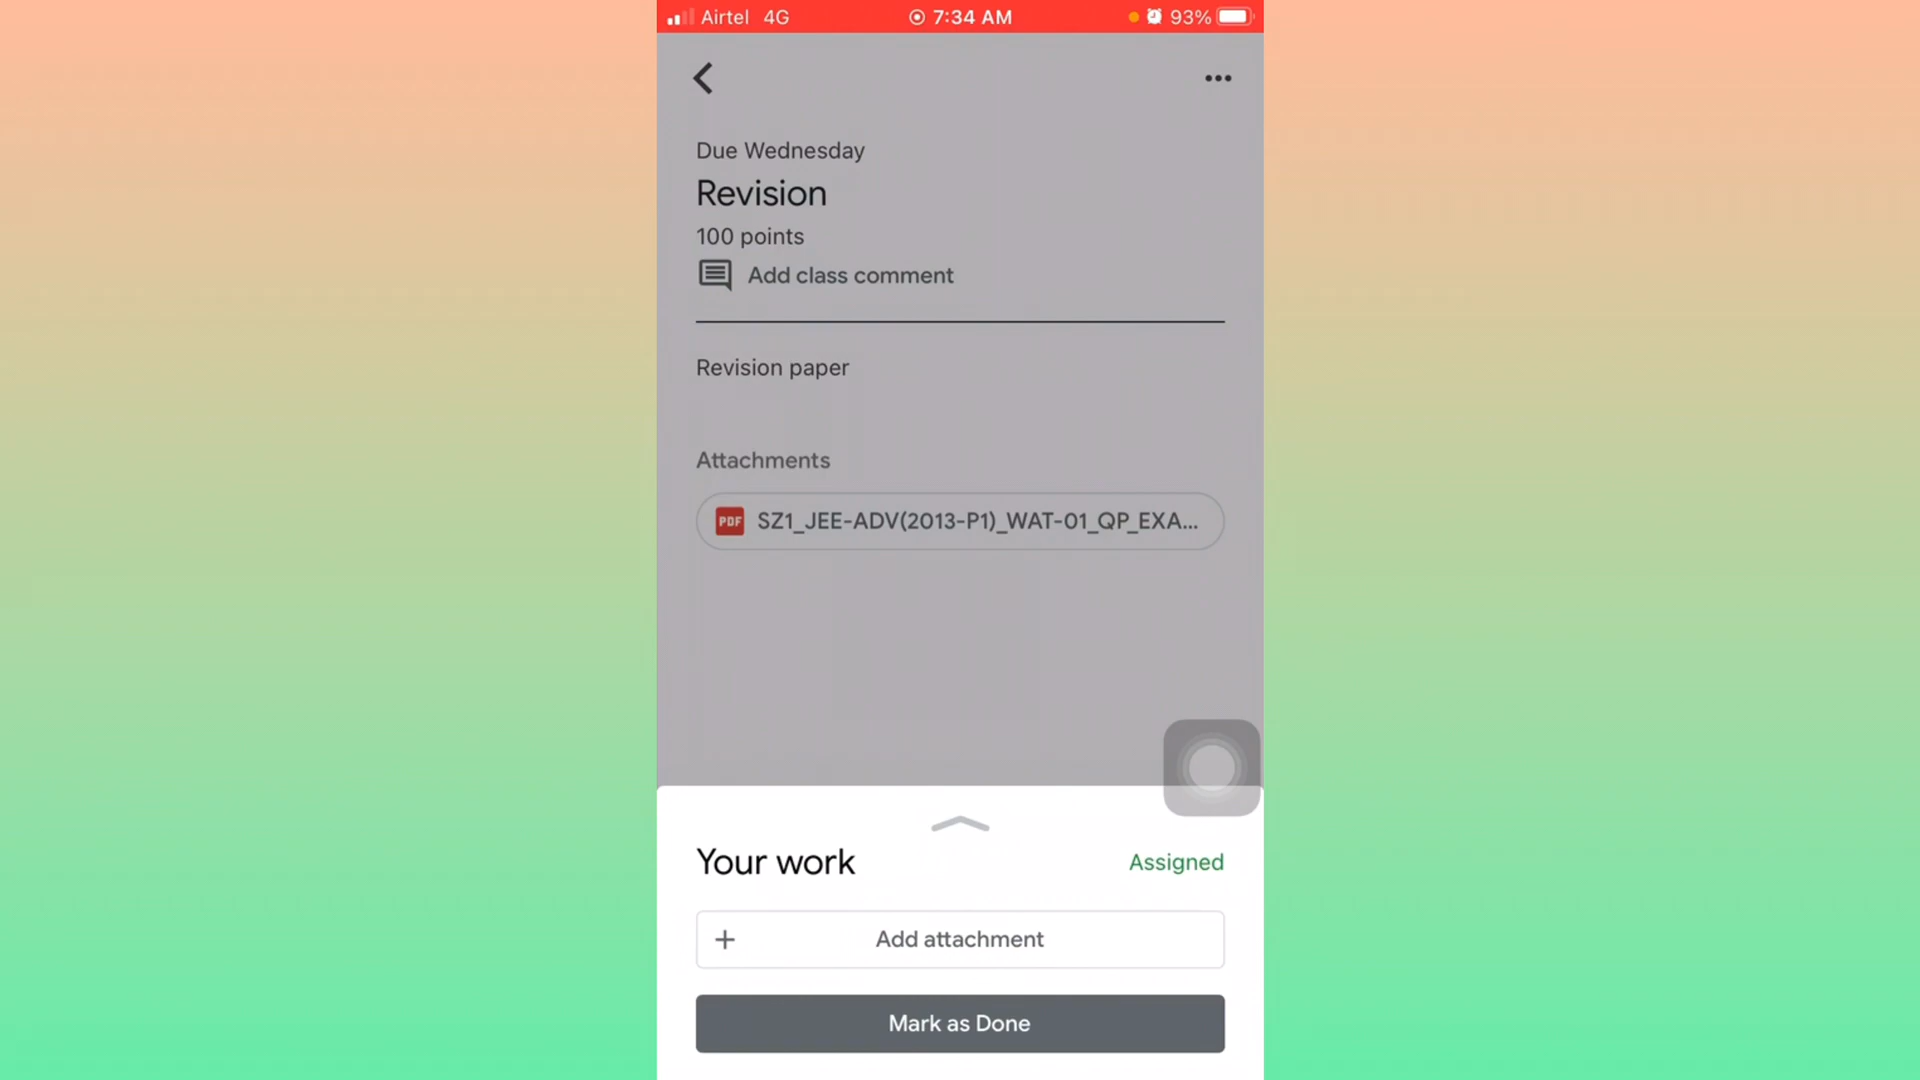 Airtel 4G 7:34 AM 93%
Due Wednesday
Revision
100 points
Add class comment
Revision paper
Attachments
PDF SZ1_JEE-ADV(2013-P1)_WAT-01_QP_EXA...
Your work Assigned
+ Add attachment
Mark as Done